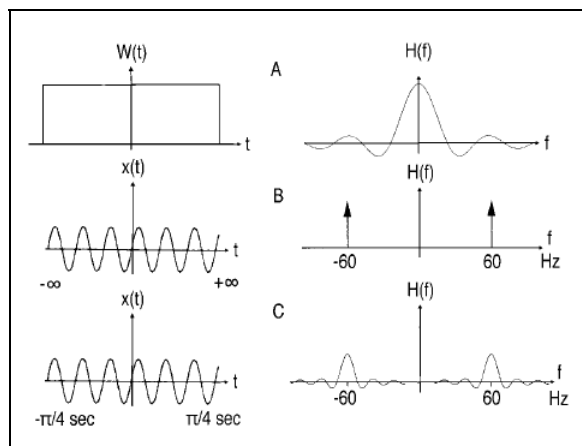 W(t)
t
A
H(f)
f
x(t)
t
-∞
+∞
B
H(f)
f
-60
60
Hz
x(t)
t
-π/4 sec
π/4 sec
C
H(f)
f
-60
60
Hz